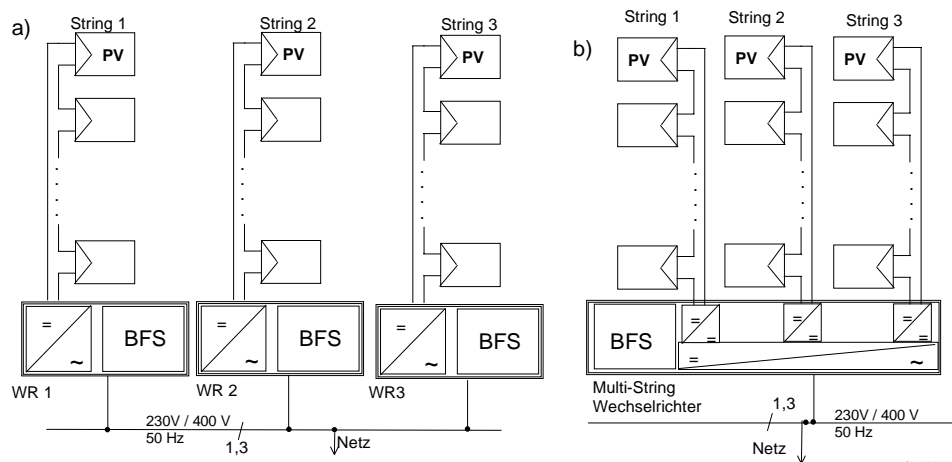 a)
String 1
String 2
String 3
PV
PV
PV
=
~
BFS
=
~
BFS
=
~
BFS
WR 1
WR 2
WR3
230V / 400 V
50 Hz
1,3
Netz
b)
String 1
String 2
String 3
PV
PV
PV
BFS
=
=
=
=
=
=
=
~
Multi-String
Wechselrichter
1,3
230V / 400 V
50 Hz
Netz